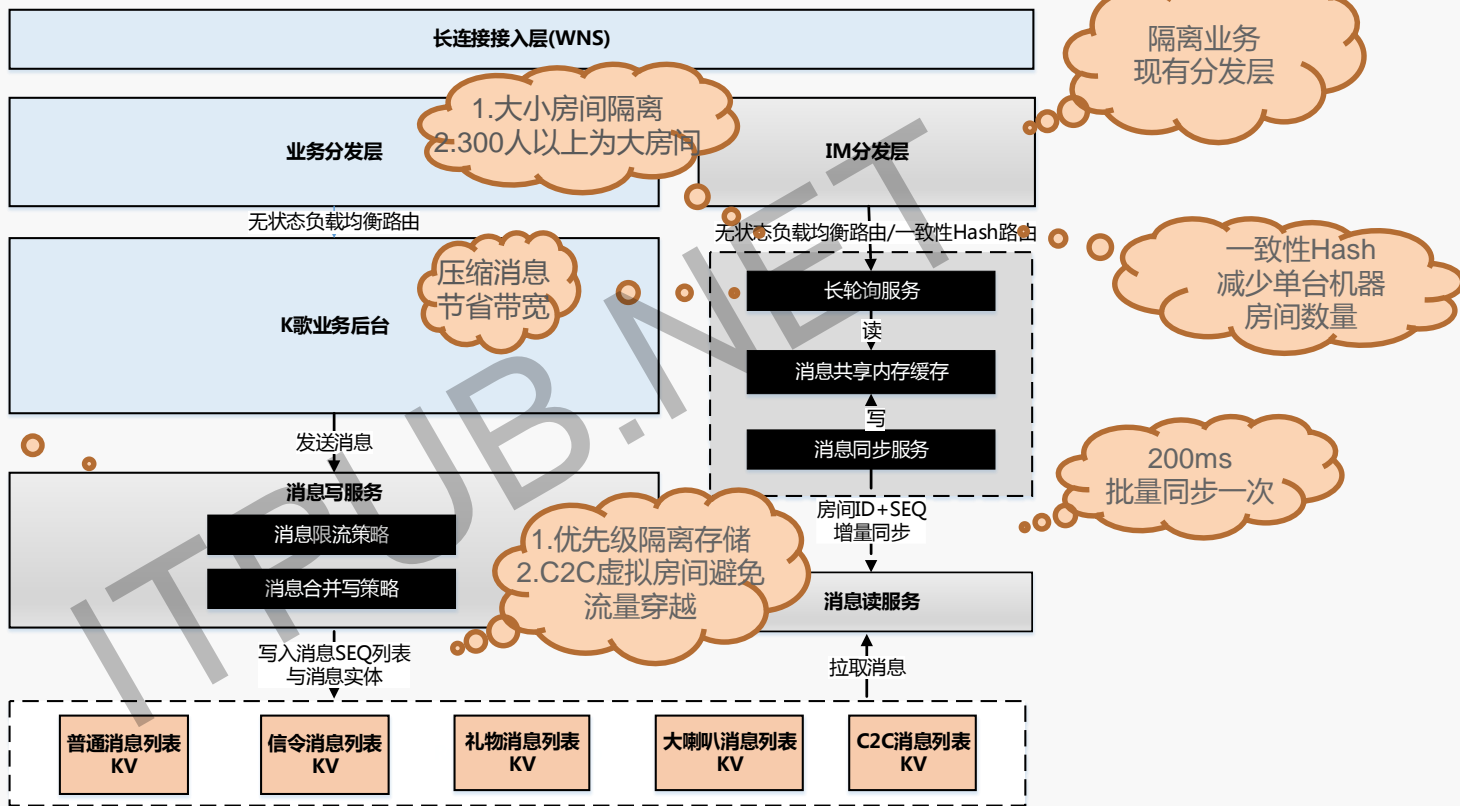 长连接接入层(WNS)
隔离业务
现有分发层
1.大小房间隔离
2.300人以上为大房间
业务分发层
IM分发层
无状态负载均衡路由
无状态负载均衡路由/一致性Hash路由
一致性Hash
减少单台机器
房间数量
压缩消息
节省带宽
K歌业务后台
长轮询服务
读
消息共享内存缓存
写
消息同步服务
发送消息
200ms
批量同步一次
消息写服务
消息限流策略
消息合并写策略
房间ID+SEQ
增量同步
1.优先级隔离存储
2.C2C虚拟房间避免
流量穿越
消息读服务
写入消息SEQ列表
与消息实体
拉取消息
普通消息列表
KV
信令消息列表
KV
礼物消息列表
KV
大喇叭消息列表
KV
C2C消息列表
KV
ITPUB.NET